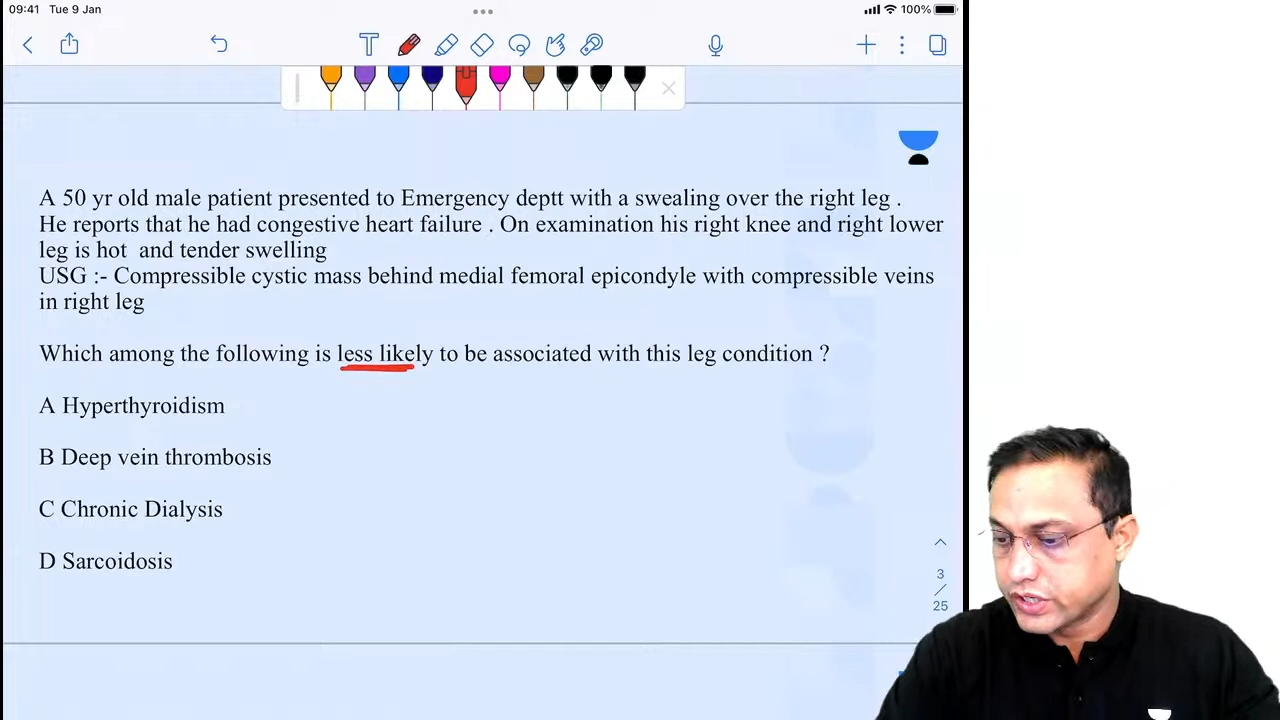 09:41 Tue 9 Jan
100%
T
A 50 yr old male patient presented to Emergency deptt with a swealing over the right leg .
He reports that he had congestive heart failure . On examination his right knee and right lower
leg is hot and tender swelling
USG :- Compressible cystic mass behind medial femoral epicondyle with compressible veins
in right leg
Which among the following is less likely to be associated with this leg condition ?
A Hyperthyroidism
B Deep vein thrombosis
C Chronic Dialysis
D Sarcoidosis
3
/
25